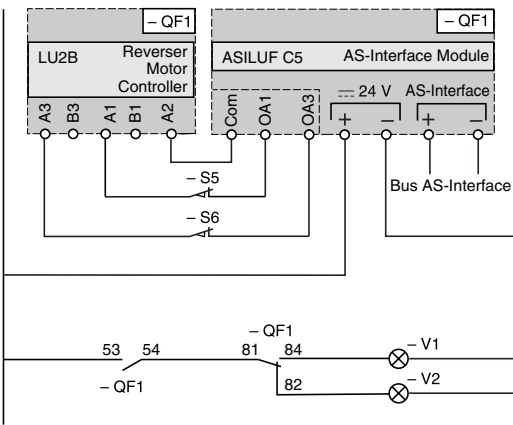 – QF1
– QF1
LU2B
Reverser
Motor
Controller
ASILUF C5
AS-Interface Module
A3
B3
A1
B1
A2
Com
OA1
OA3
24 V
AS-Interface
+
–
+
–
Bus AS-Interface
– S5
– S6
– QF1
53
54
81
84
– V1
– QF1
82
– V2